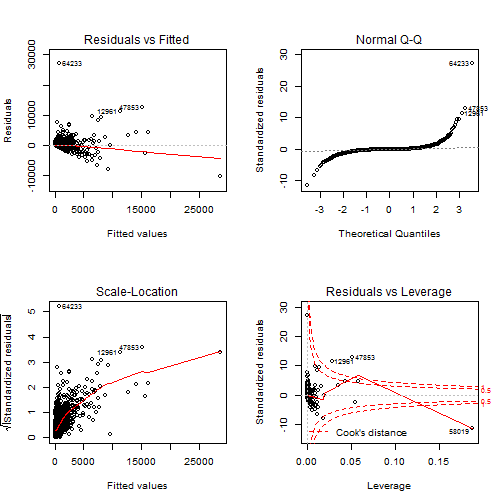 Residuals vs Fitted
Residuals
-10000 0 10000 30000
64233
12961
47853
0 5000 15000 25000
Fitted values
Normal Q-Q
Standardized residuals
-10 0 10 20 30
64233
47853
12961
-3 -2 -1 0 1 2 3
Theoretical Quantiles
Scale-Location
√|Standardized residuals|
0 1 2 3 4 5
64233
12961
47853
0 5000 15000 25000
Fitted values
Residuals vs Leverage
Standardized residuals
-10 0 10 20 30
12961
47853
58019
Cook's distance
1
0.5
0.5
1
0.00 0.05 0.10 0.15
Leverage